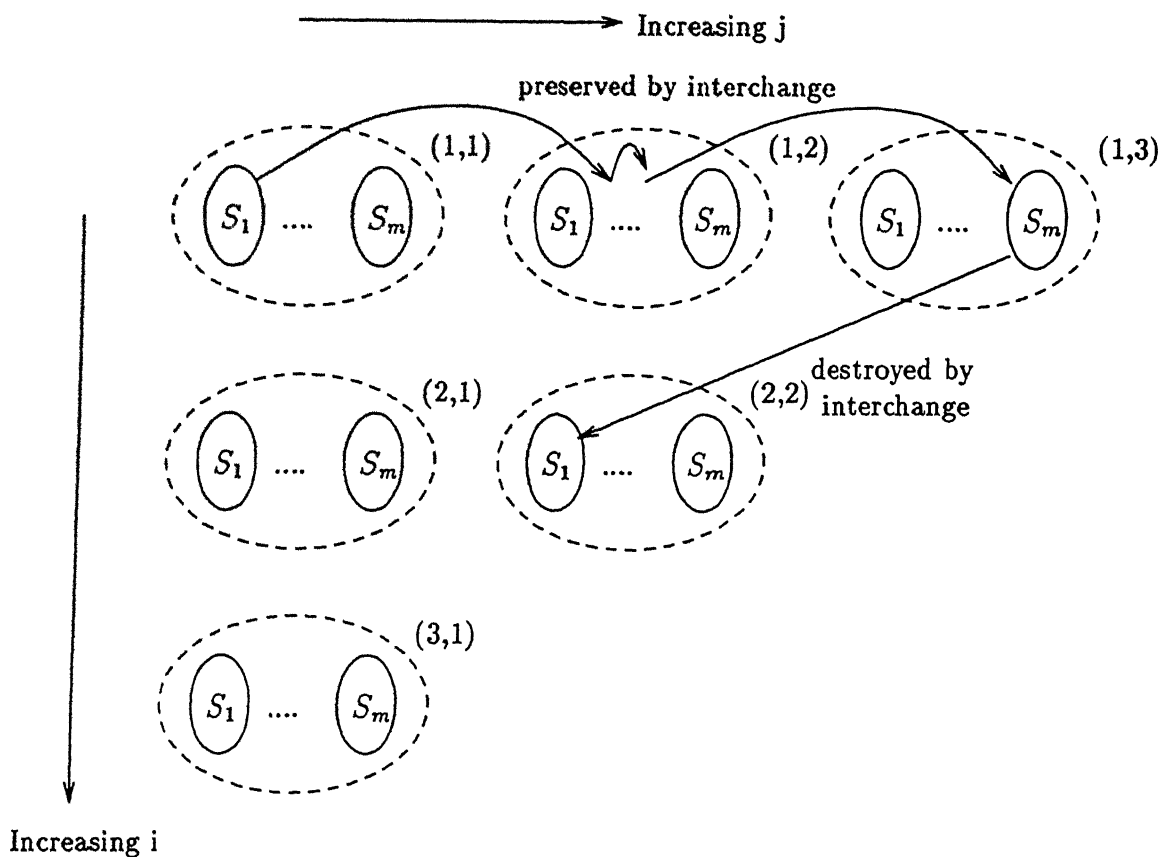 Increasing j
preserved by interchange
(1,1)
(1,2)
(1,3)
S₁ .... Sₘ
S₁ .... Sₘ
S₁ .... Sₘ
destroyed by
interchange
(2,1)
(2,2)
S₁ .... Sₘ
S₁ .... Sₘ
(3,1)
S₁ .... Sₘ
Increasing i